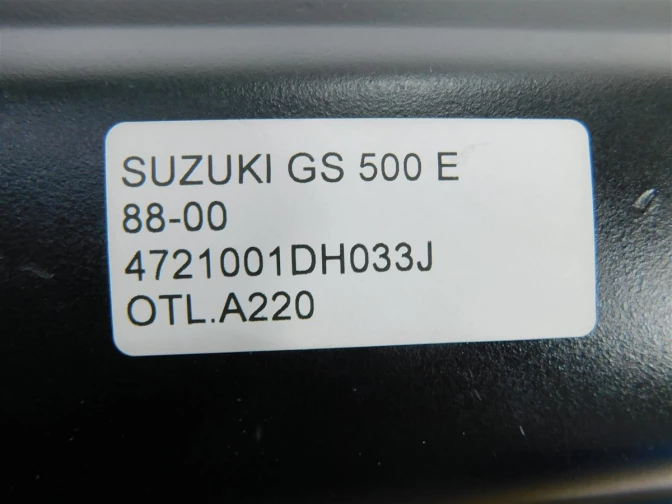 SUZUKI GS 500 E
88-00
4721001DH033J
OTL.A220